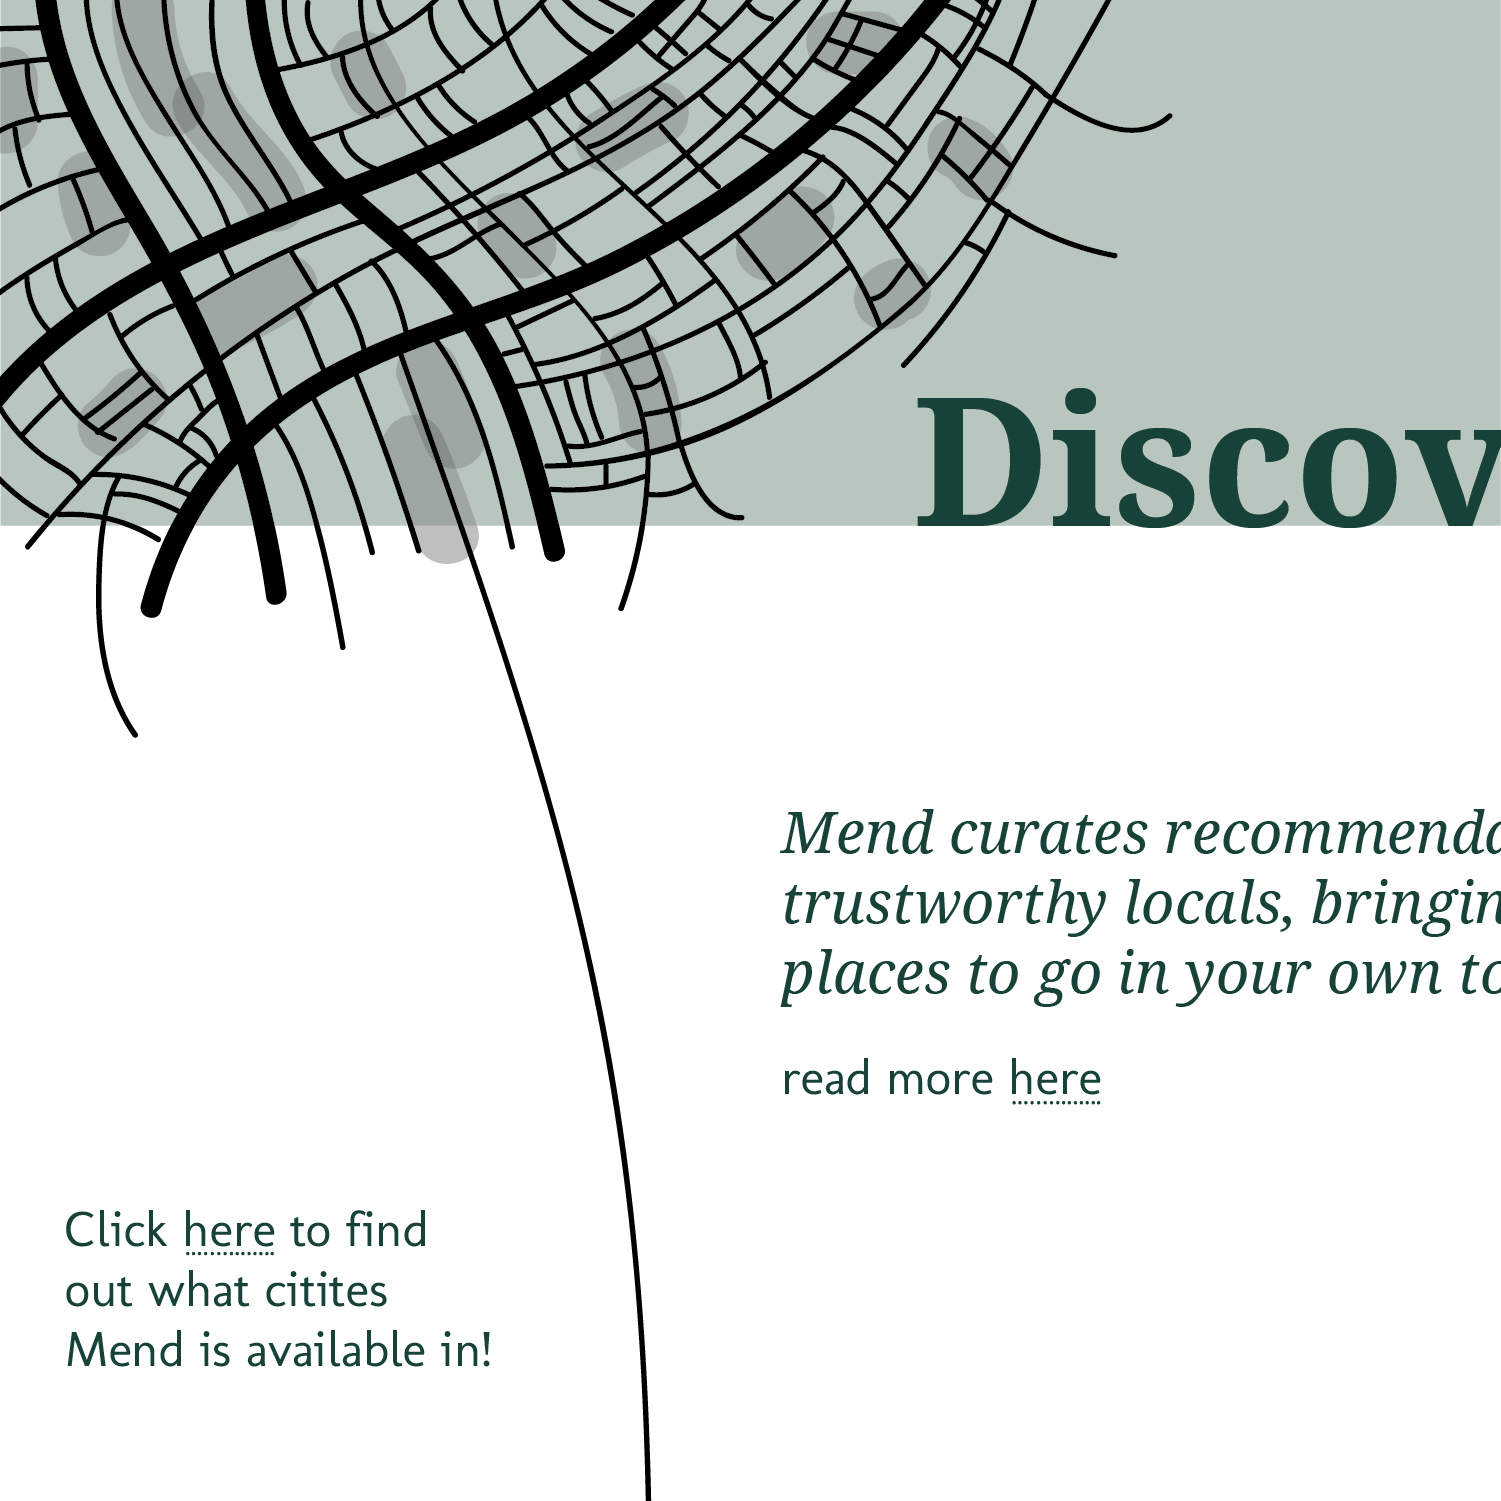 Discov
Mend curates recommenda
trustworthy locals, bringin
places to go in your own to
read more here
Click here to find
out what citites
Mend is available in!